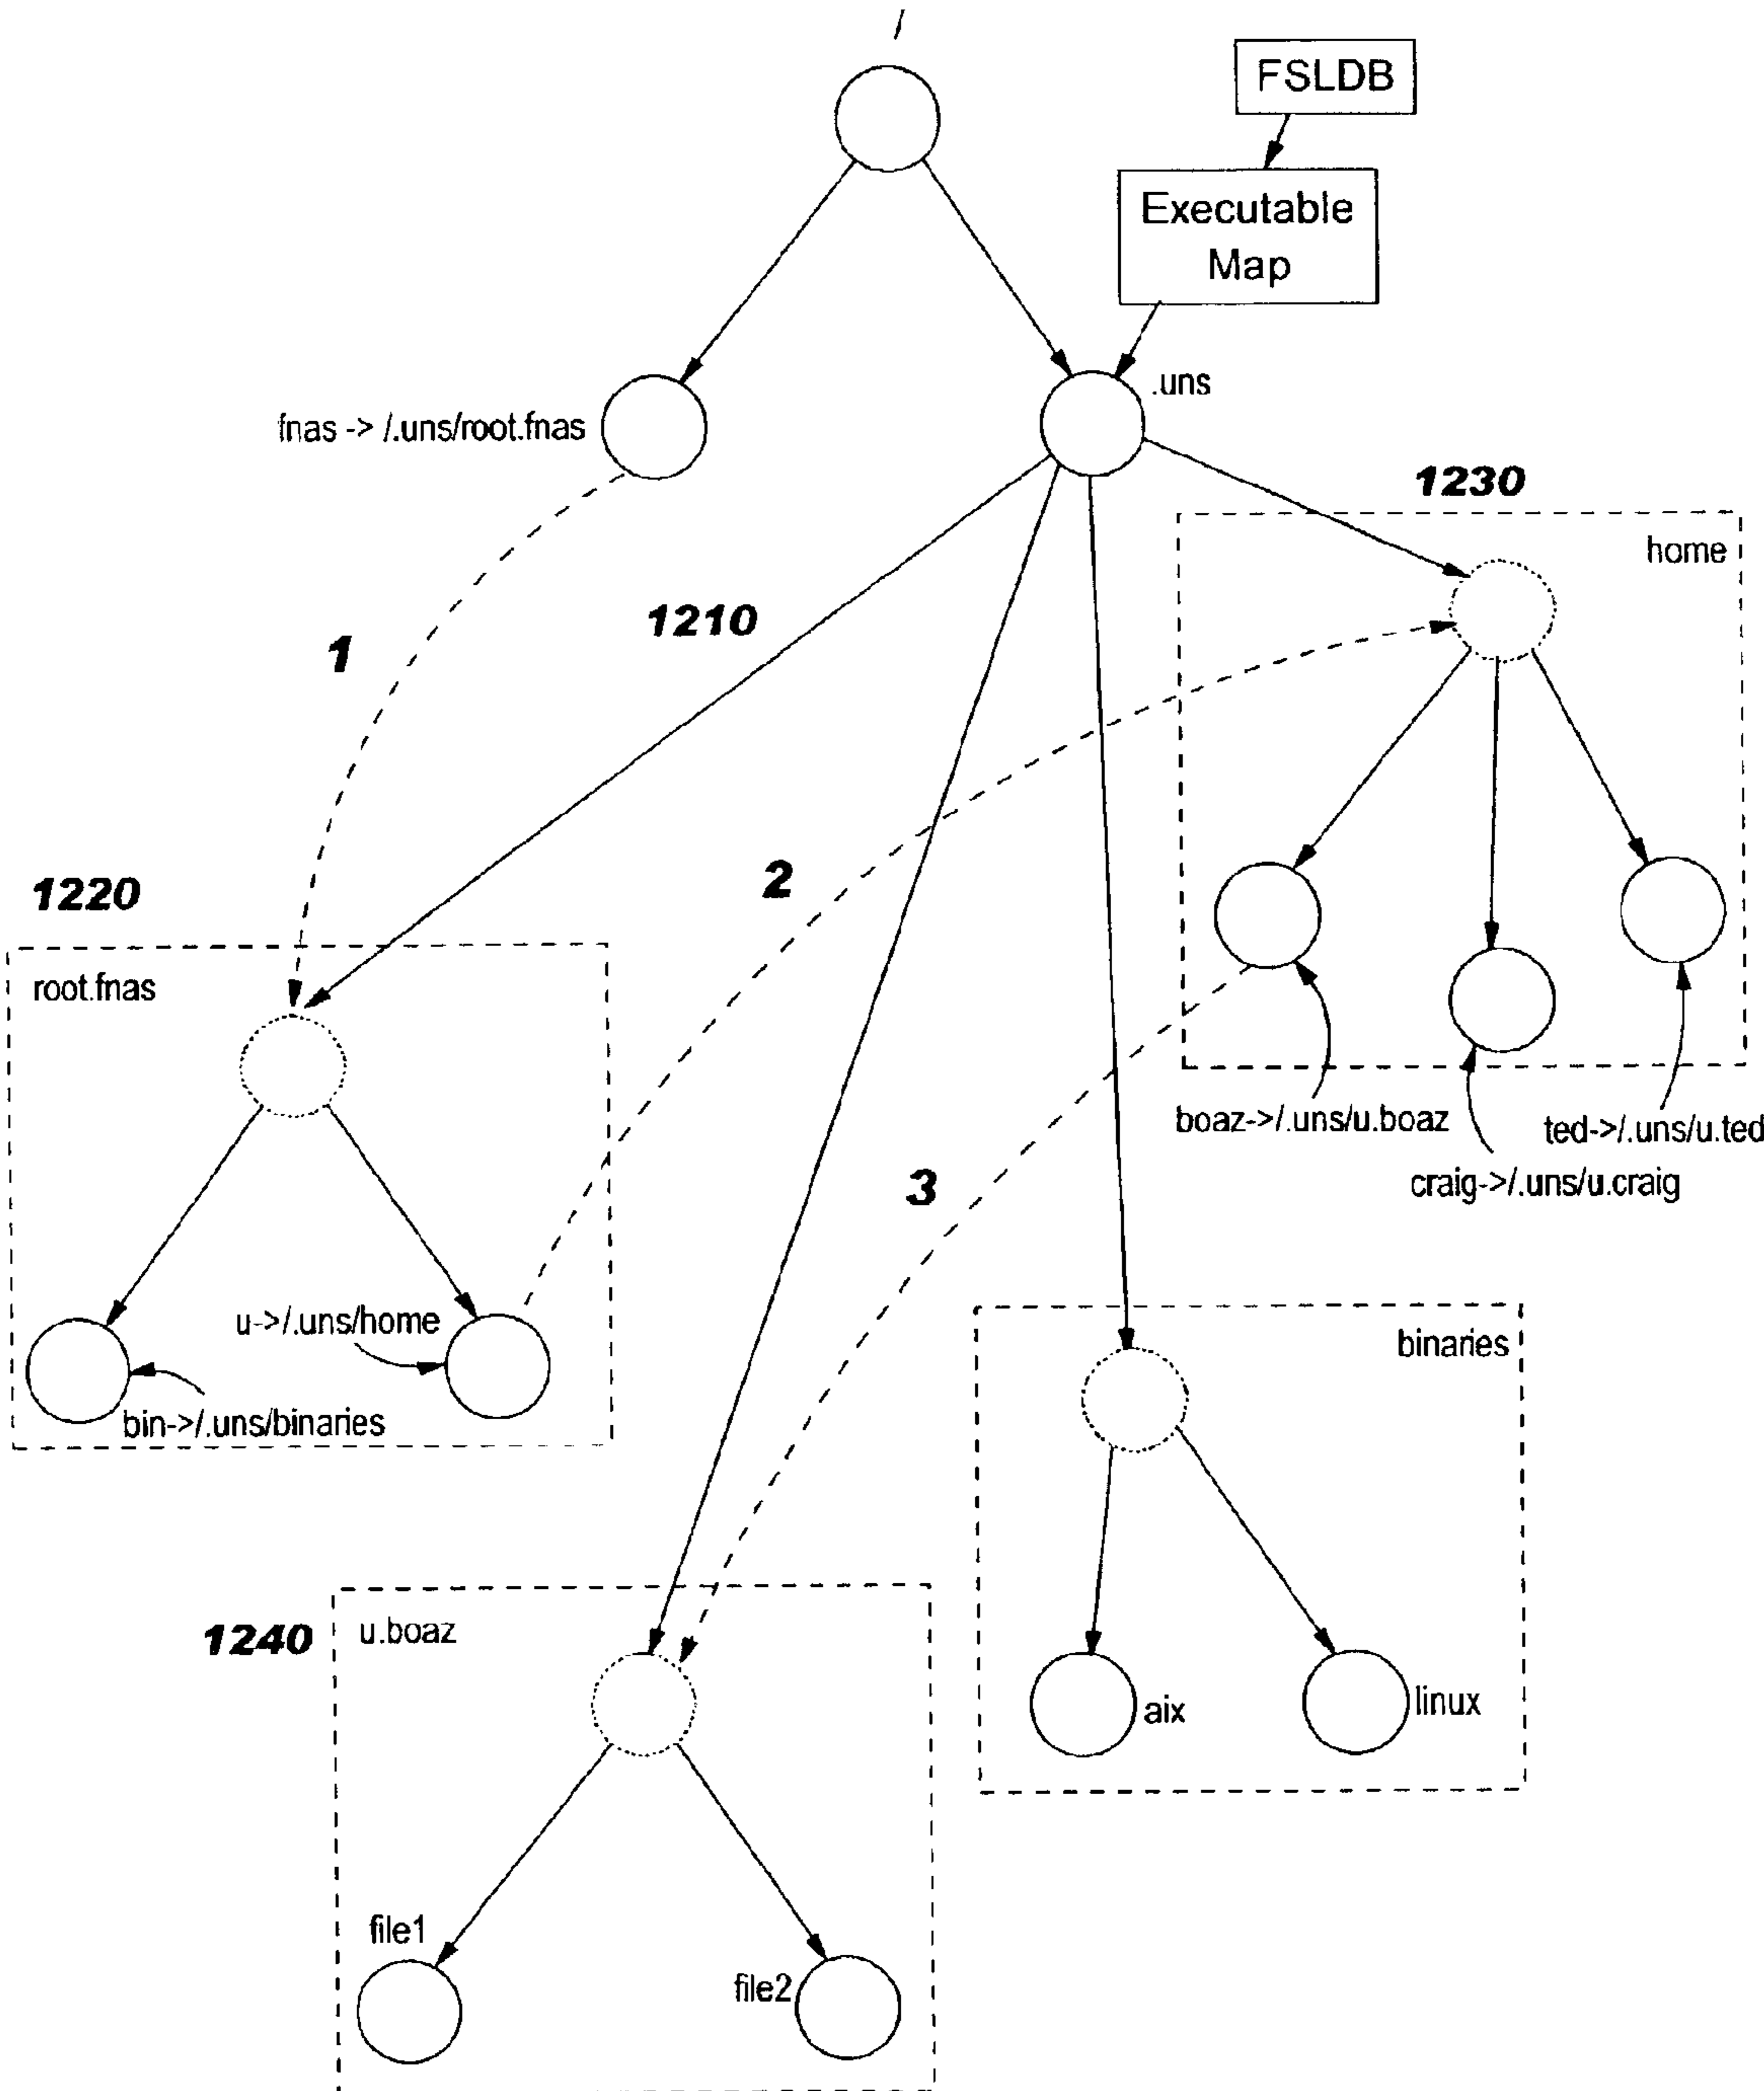 /
FSLDB
Executable
Map
.uns
fnas -> /.uns/root.fnas
1230
home
1210
1
2
1220
root.fnas
boaz->/.uns/u.boaz
ted->/.uns/u.ted
craig->/.uns/u.craig
3
u->/.uns/home
binaries
bin->/.uns/binaries
1240
u.boaz
aix
linux
file1
file2